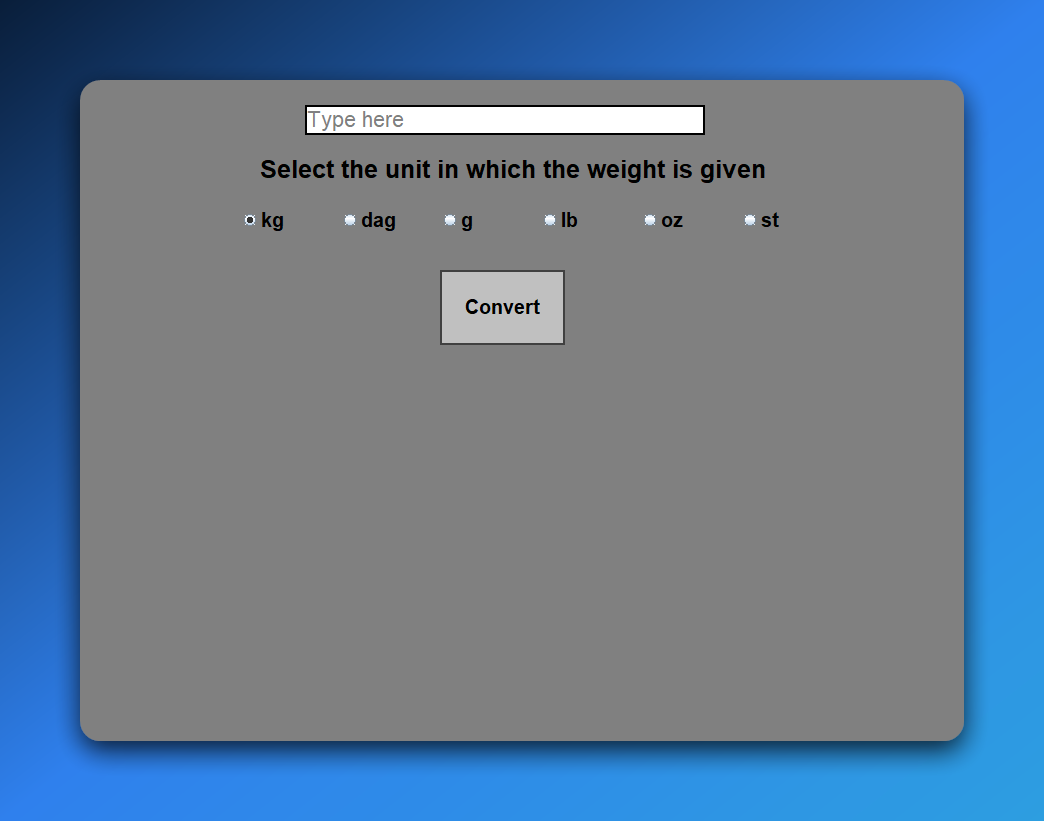 Type here
Select the unit in which the weight is given
kg dag g lb oz st
Convert